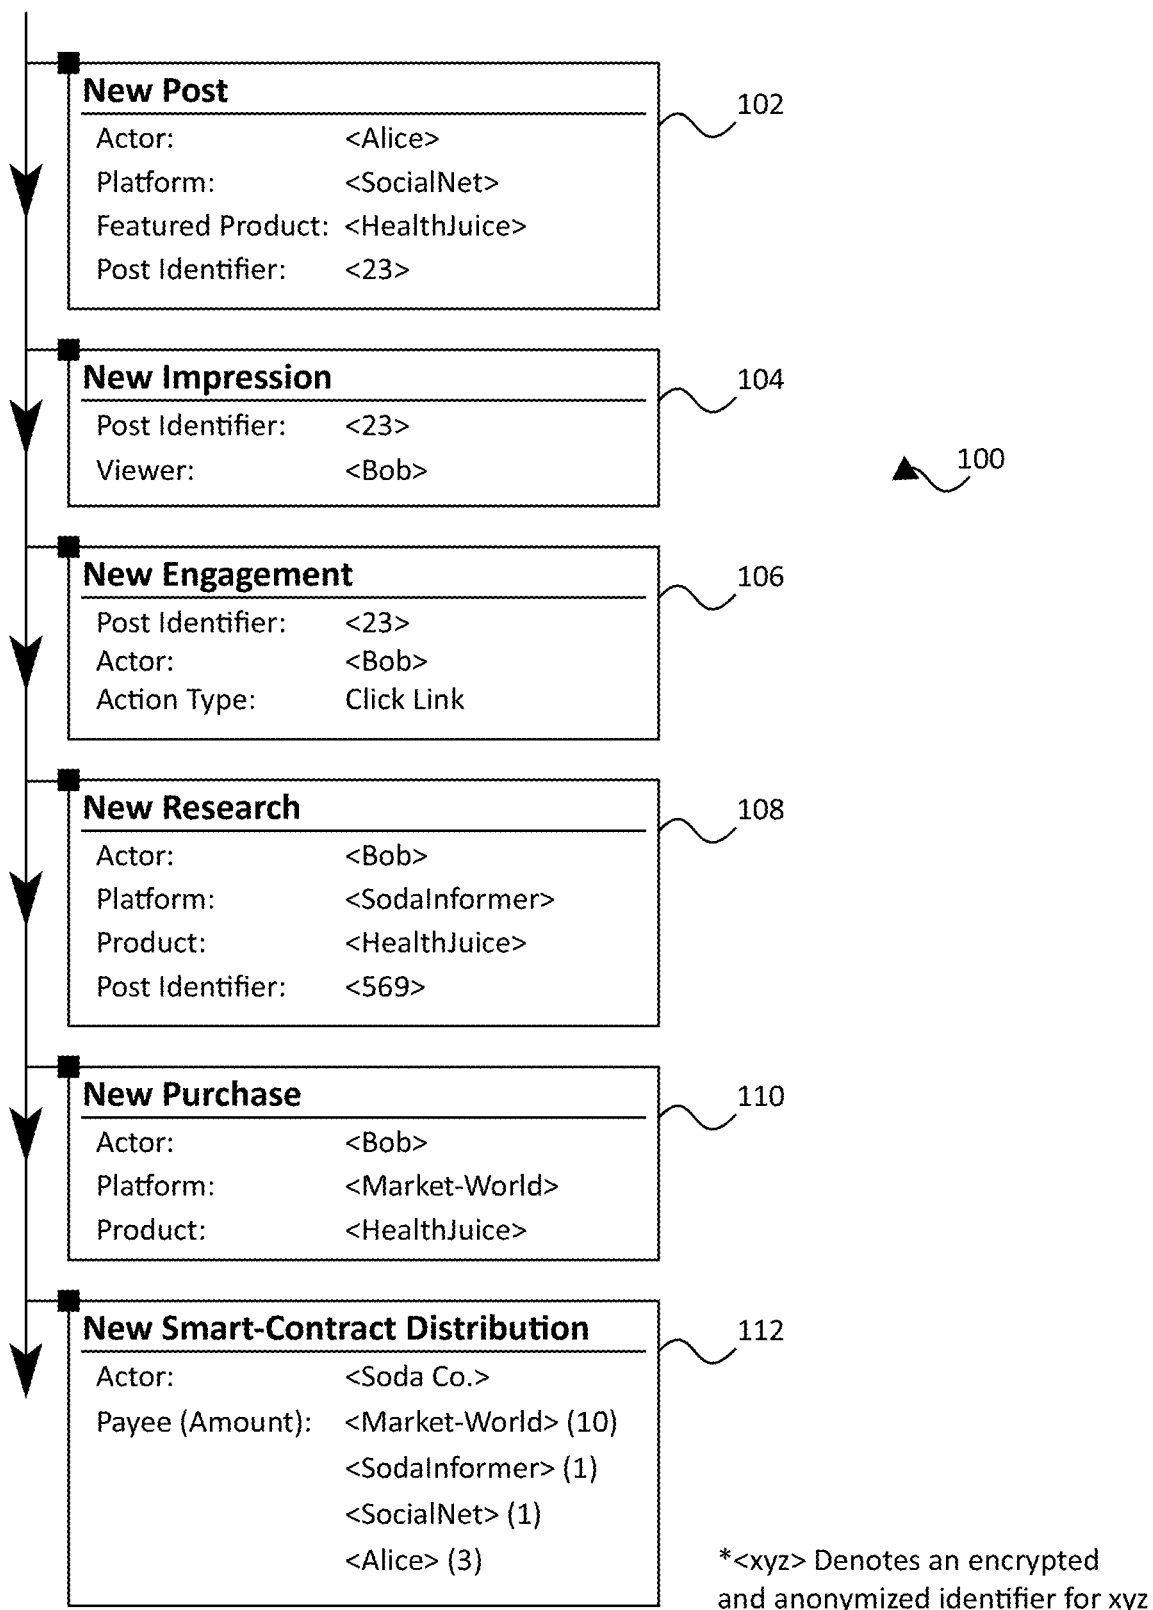 New Post
102
Actor: <Alice>
Platform: <SocialNet>
Featured Product: <HealthJuice>
Post Identifier: <23>
New Impression
104
Post Identifier: <23>
Viewer: <Bob>
100
New Engagement
106
Post Identifier: <23>
Actor: <Bob>
Action Type: Click Link
New Research
108
Actor: <Bob>
Platform: <SodaInformer>
Product: <HealthJuice>
Post Identifier: <569>
New Purchase
110
Actor: <Bob>
Platform: <Market-World>
Product: <HealthJuice>
New Smart-Contract Distribution
112
Actor: <Soda Co.>
Payee (Amount): <Market-World> (10)
<SodaInformer> (1)
<SocialNet> (1)
<Alice> (3)
*<xyz> Denotes an encrypted
and anonymized identifier for xyz